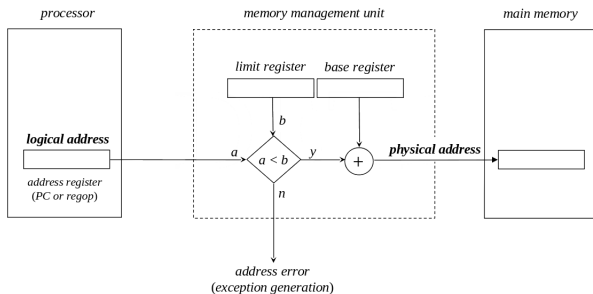 processor
memory management unit
main memory
limit register
base register
b
logical address
a
a < b
y
+
physical address
address register
(PC or regop)
n
address error
(exception generation)